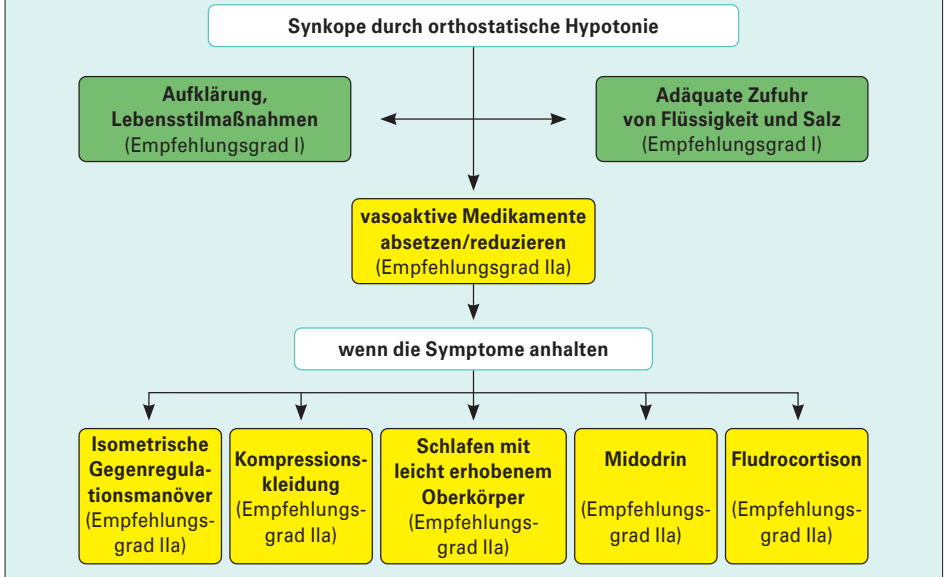 Synkope durch orthostatische Hypotonie
Aufklärung,
Lebensstilmaßnahmen
(Empfehlungsgrad I)
Adäquate Zufuhr
von Flüssigkeit und Salz
(Empfehlungsgrad I)
vasoaktive Medikamente
absetzen/reduzieren
(Empfehlungsgrad IIa)
wenn die Symptome anhalten
Isometrische
Gegenregula-
tionsmanöver
(Empfehlungs-
grad IIa)
Kompressions-
kleidung
(Empfehlungs-
grad IIa)
Schlafen mit
leicht erhobenem
Oberkörper
(Empfehlungs-
grad IIa)
Midodrin
(Empfehlungs-
grad IIa)
Fludrocortison
(Empfehlungs-
grad IIa)